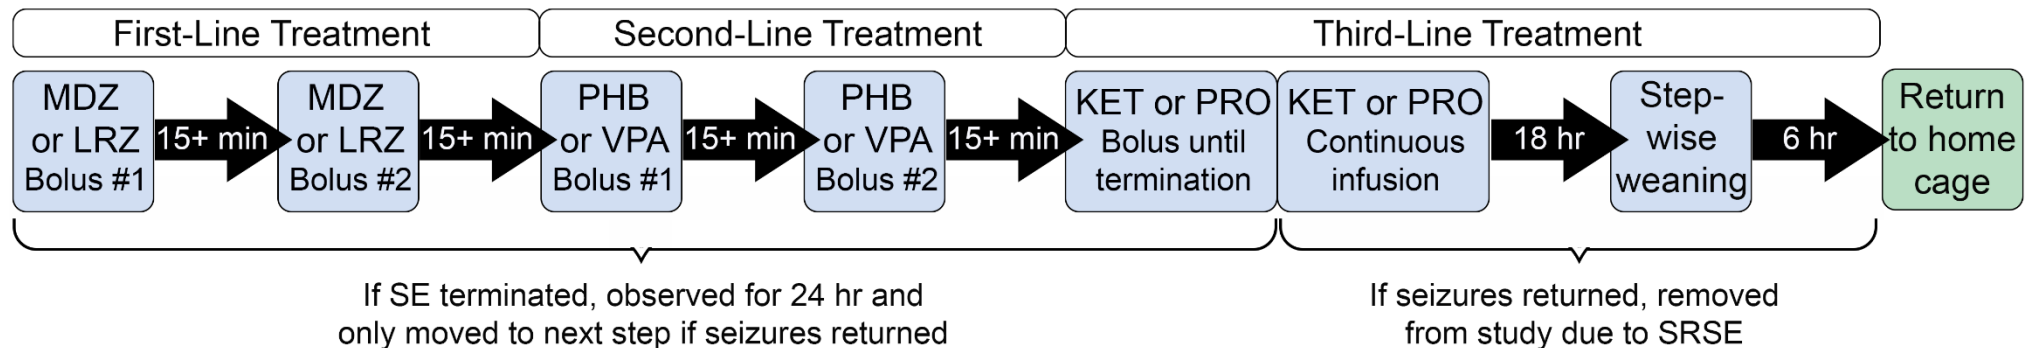 First-Line Treatment
Second-Line Treatment
Third-Line Treatment
MDZ
or LRZ
Bolus #1
15+ min
MDZ
or LRZ
Bolus #2
15+ min
PHB
or VPA
Bolus #1
15+ min
PHB
or VPA
Bolus #2
15+ min
KET or PRO
Bolus until
termination
KET or PRO
Continuous
infusion
18 hr
Step-
wise
weaning
6 hr
Return
to home
cage
If SE terminated, observed for 24 hr and
only moved to next step if seizures returned
If seizures returned, removed
from study due to SRSE